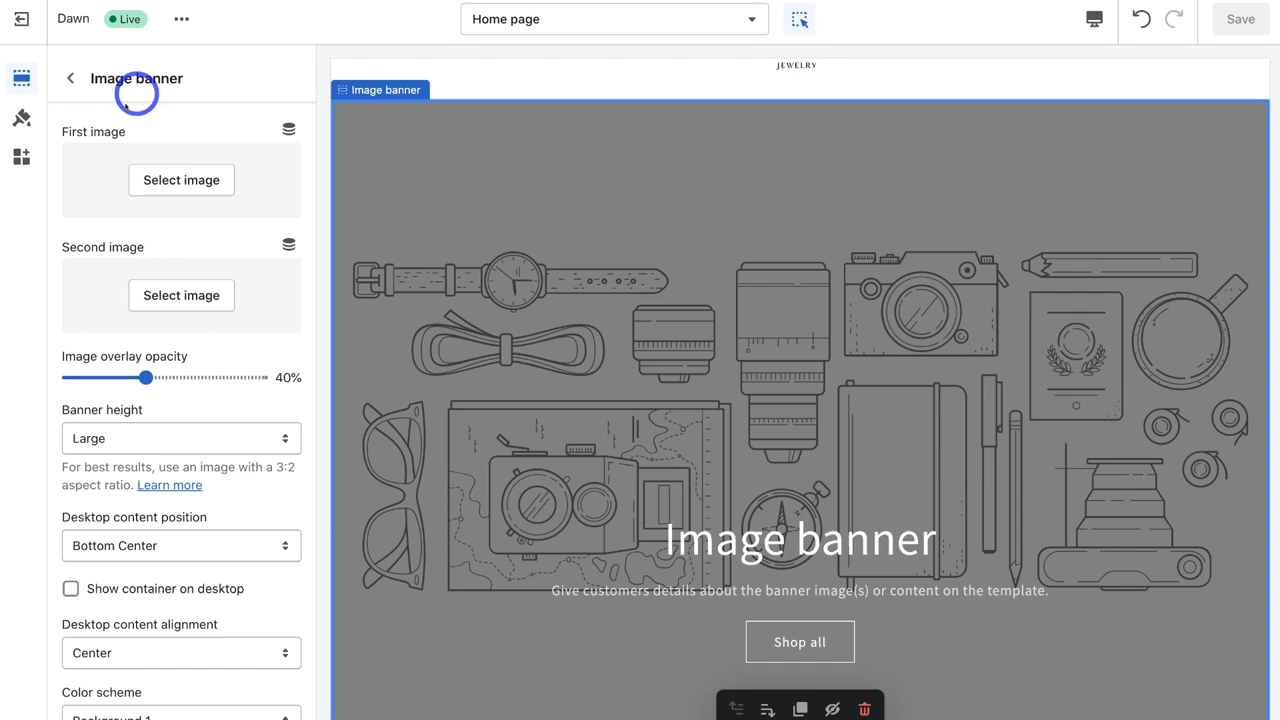 Dawn
Live
Home page
Save
Image banner
First image
Select image
Second image
Select image
Image overlay opacity
40%
Banner height
Large
For best results, use an image with a 3:2
aspect ratio. Learn more
Desktop content position
Bottom Center
Show container on desktop
Desktop content alignment
Center
Color scheme
Background 1
JEWELRY
Image banner
Image banner
Give customers details about the banner image(s) or content on the template.
Shop all